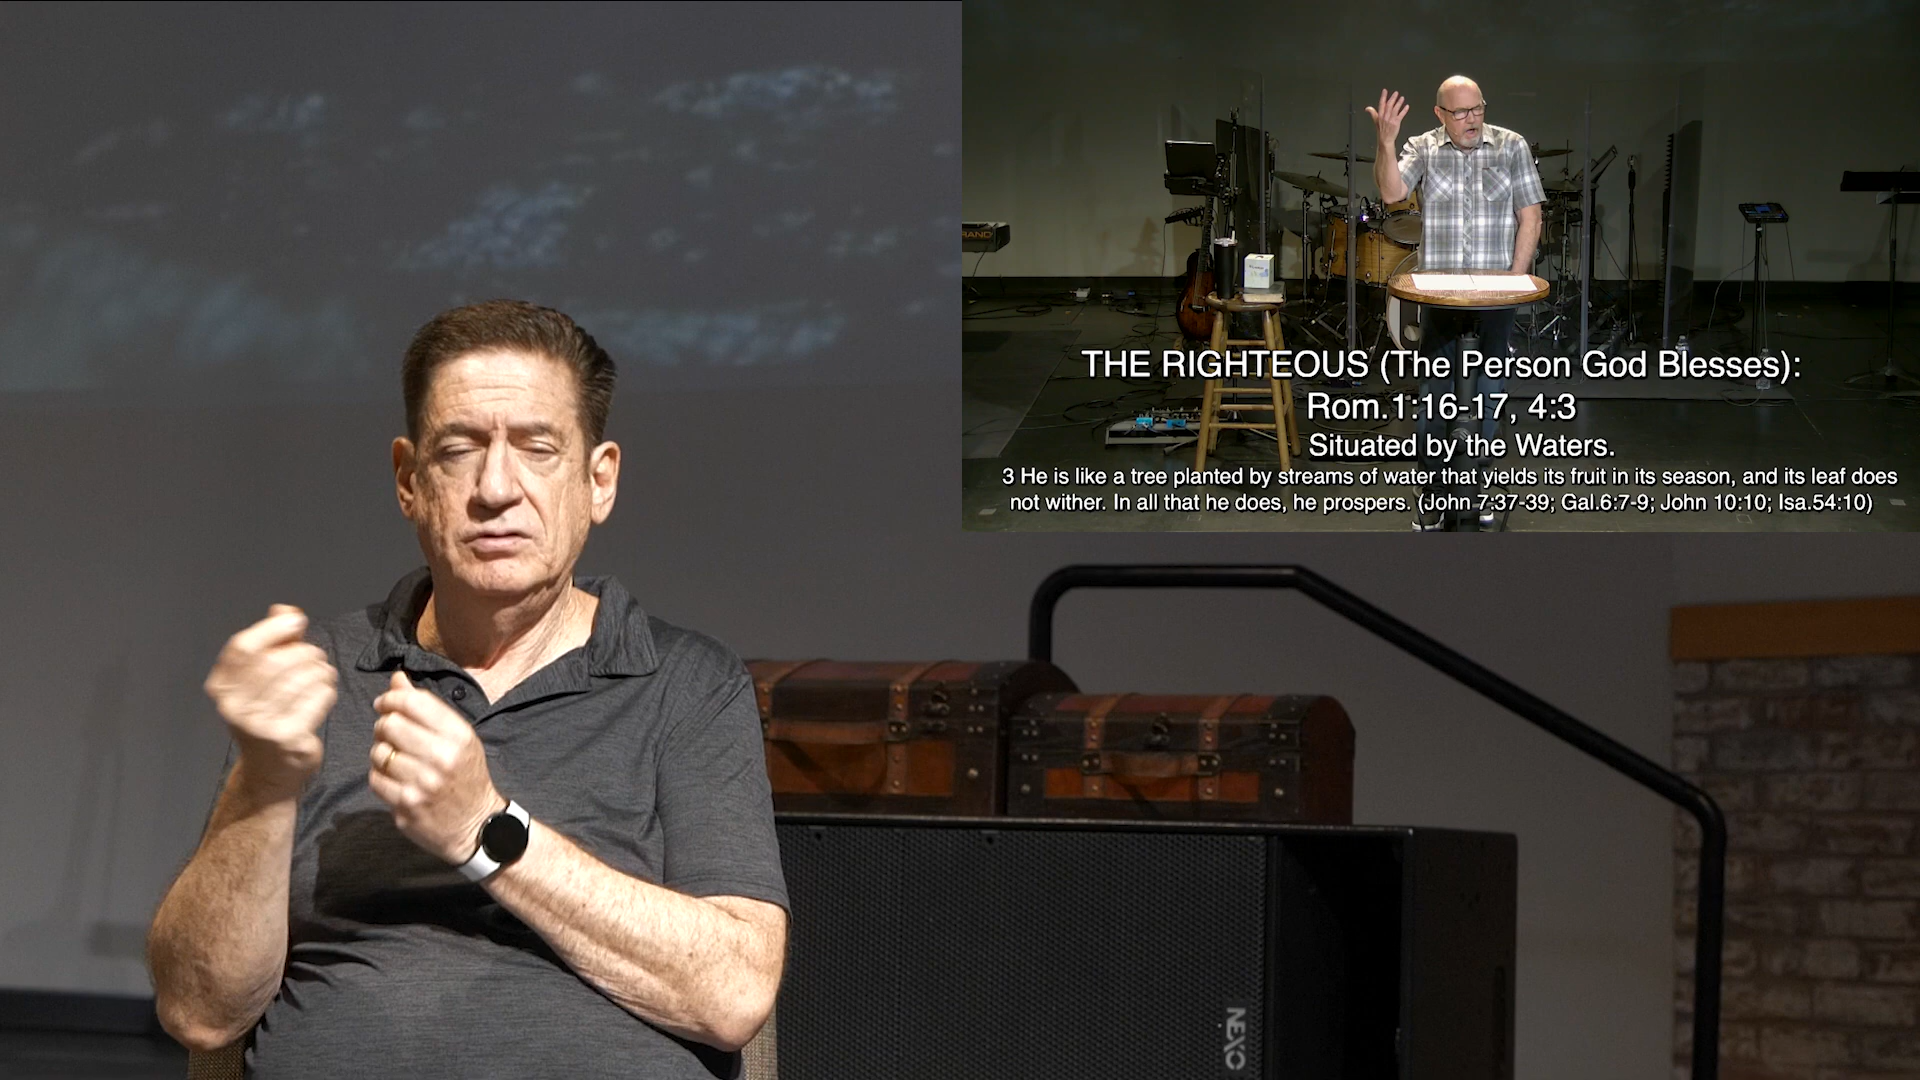 THE RIGHTEOUS (The Person God Blesses):
Rom.1:16-17, 4:3
Situated by the Waters.
3 He is like a tree planted by streams of water that yields its fruit in its season, and its leaf does
not wither. In all that he does, he prospers. (John 7:37-39; Gal.6:7-9; John 10:10; Isa.54:10)
NEXO